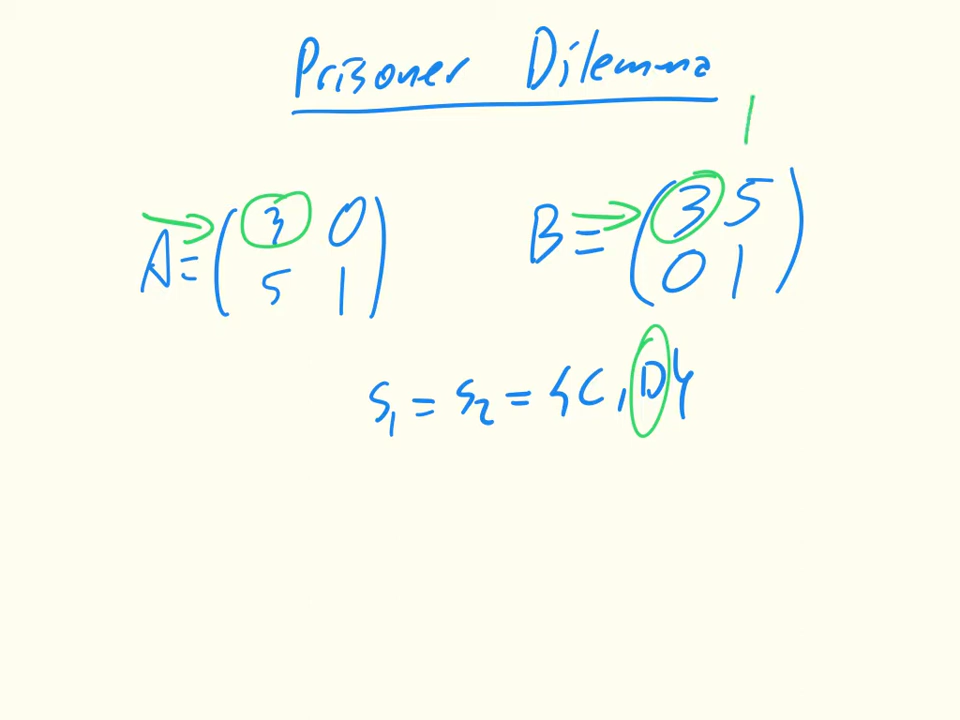 Prisoner Dilemma
A = ( 3 0 B = ( 3 5 )
5 1 ) 0 1
S1 = S2 = {C, D}